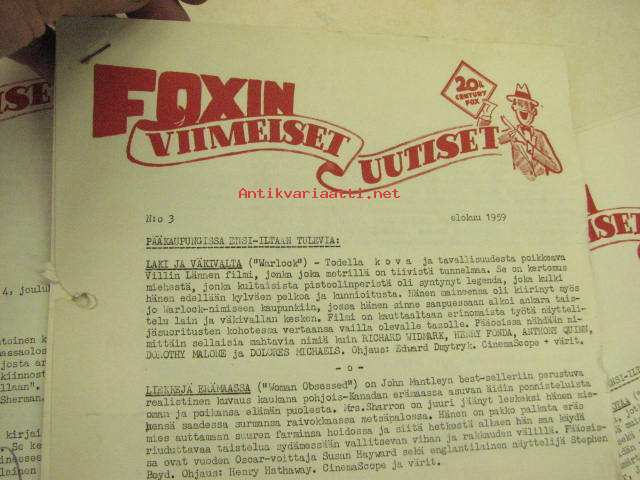 FOXIN
VIIMEISET
UUTISET
20th
CENTURY
FOX
Antikvariaatti.net
N:o 3
elokuu 1959
PÄÄKAUPUNGISSA ENSI-ILTAAN TULEVIA:
LAKI JA VÄKIVALTA ("Warlock") - Todella k o v a ja tavallisuudesta poikkeava
Villin Lännen filmi, jonka joka metrillä on tiivistä tunnelmaa. Se on kertomus
miehestä, jonka kultaisista pistoolinperistä oli syntynyt legenda, joka kulki
hänen edellään kylväen pelkoa ja kunnioitusta. Hänen maineensa oli kiirinyt myös
jo Warlock-nimiseen kaupunkiin, jossa hänen sinne saapuessaan alkoi ankara tais-
telu lain ja väkivallan kesken. Filmi on kauttaaltaan erinomaista työtä näytteli-
jäsuoritusten kohotessa vertaansa vailla olevalle tasolle. Pääosissa nähdään ni-
mittäin sellaisia mahtavia nimiä kuin RICHARD WIDMARK, HENRY FONDA, ANTHONY QUINN,
DOROTHY MALONE ja DOLORES MICHAELS. Ohjaus: Edward Dmytryk. CinemaScope + värit.
- o -
LIEKKEJÄ ERÄMAASSA ("Woman Obsessed") on John Mantleyn best-selleriin perustuva
realistinen kuvaus kaukana pohjois-Kanadan erämaassa asuvan äidin ponnisteluista
oman ja poikansa elämän puolesta. Mrs.Sharron on juuri jäänyt leskeksi hänen mie-
hensä saadessa surmansa raivokkaassa metsäpalossa. Hänen on pakko palkata eräs
mies auttamaan suuren farminsa hoidossa ja siitä hetkestä alkaen hän saa käydä
riuduttavaa taistelua sydämessään vallitsevan vihan ja rakkauden välillä. Pääosis-
sa ovat vuoden Oscar-voittaja Susan Hayward sekä englantilainen näyttelijä Stephen
Boyd. Ohjaus: Henry Hathaway. CinemaScope ja värit.